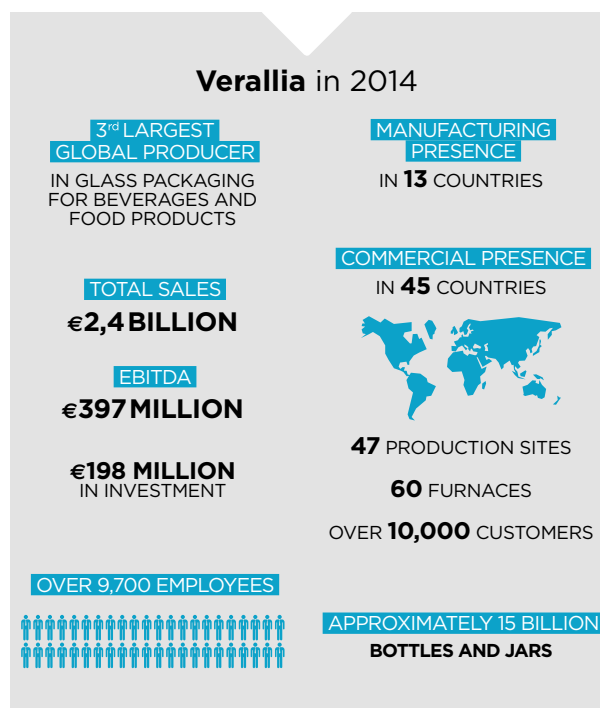 Verallia in 2014
3rd LARGEST
GLOBAL PRODUCER
IN GLASS PACKAGING
FOR BEVERAGES AND
FOOD PRODUCTS
TOTAL SALES
€2,4 BILLION
EBITDA
€397 MILLION
€198 MILLION
IN INVESTMENT
OVER 9,700 EMPLOYEES
MANUFACTURING
PRESENCE
IN 13 COUNTRIES
COMMERCIAL PRESENCE
IN 45 COUNTRIES
47 PRODUCTION SITES
60 FURNACES
OVER 10,000 CUSTOMERS
APPROXIMATELY 15 BILLION
BOTTLES AND JARS